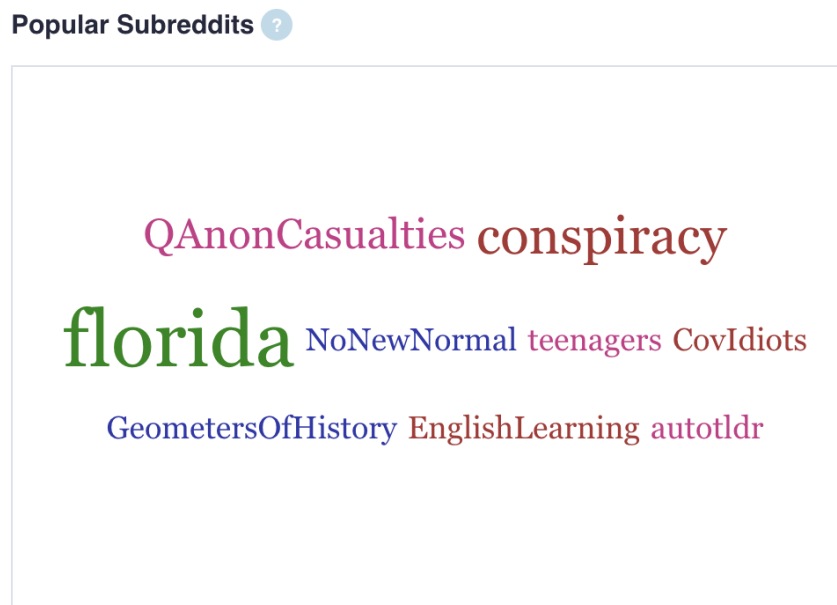 Popular Subreddits ?
QAnonCasualties conspiracy
florida NoNewNormal teenagers CovIdiots
GeometersOfHistory EnglishLearning autotldr